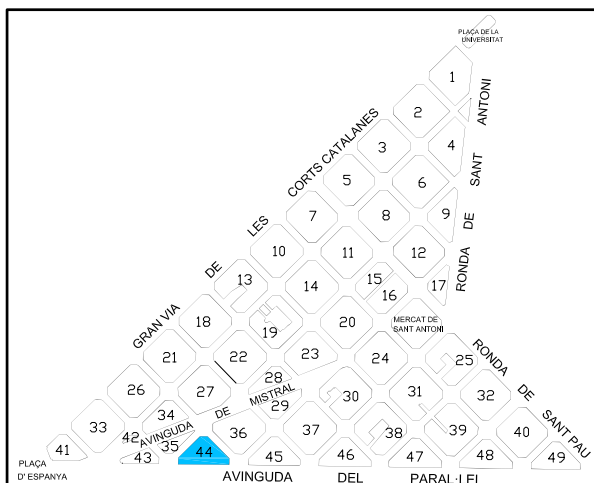 PLAÇA DE LA
UNIVERSITAT
1
ANTONI
2
CORTS CATALANES
3
4
SANT
5
6
7
8
9
DE
LES
10
11
12
RONDA
DE
13
14
15
16
17
GRAN VIA
18
19
20
MERCAT DE
SANT ANTONI
21
22
23
24
25
RONDA
26
27
28
29
30
31
32
DE
MISTRAL
DE
AVINGUDA
33
34
35
36
37
38
39
40
SANT PAU
41
42
43
44
45
46
47
48
49
PLAÇA
D' ESPANYA
AVINGUDA DEL PARAL·LEL